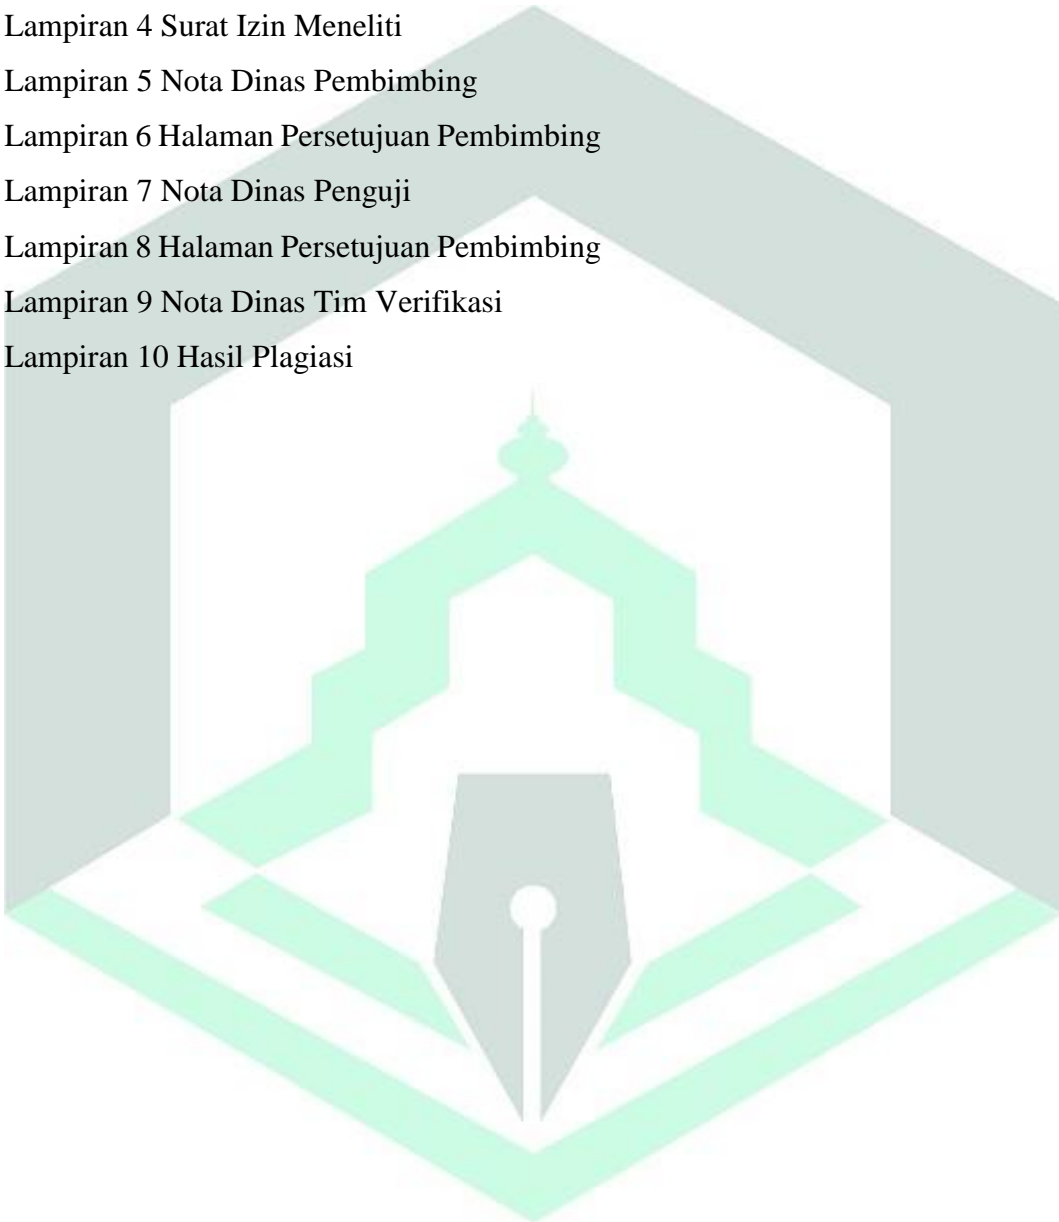 Lampiran 4 Surat Izin Meneliti
Lampiran 5 Nota Dinas Pembimbing
Lampiran 6 Halaman Persetujuan Pembimbing
Lampiran 7 Nota Dinas Penguji
Lampiran 8 Halaman Persetujuan Pembimbing
Lampiran 9 Nota Dinas Tim Verifikasi
Lampiran 10 Hasil Plagiasi